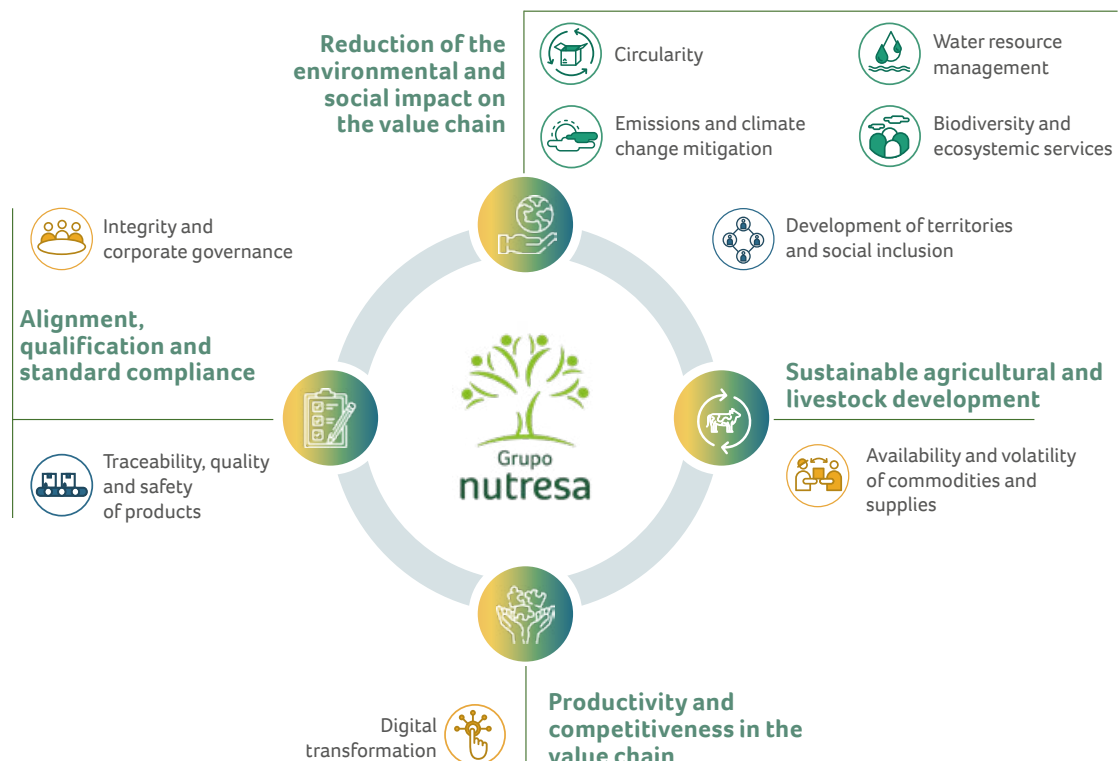 Reduction of the
environmental and
social impact on
the value chain
Circularity
Water resource
management
Emissions and climate
change mitigation
Biodiversity and
ecosystemic services
Integrity and
corporate governance
Development of territories
and social inclusion
Alignment,
qualification and
standard compliance
Sustainable agricultural and
livestock development
Traceability, quality
and safety
of products
Grupo
nutresa
Availability and volatility
of commodities and
supplies
Digital
transformation
Productivity and
competitiveness in the
value chain